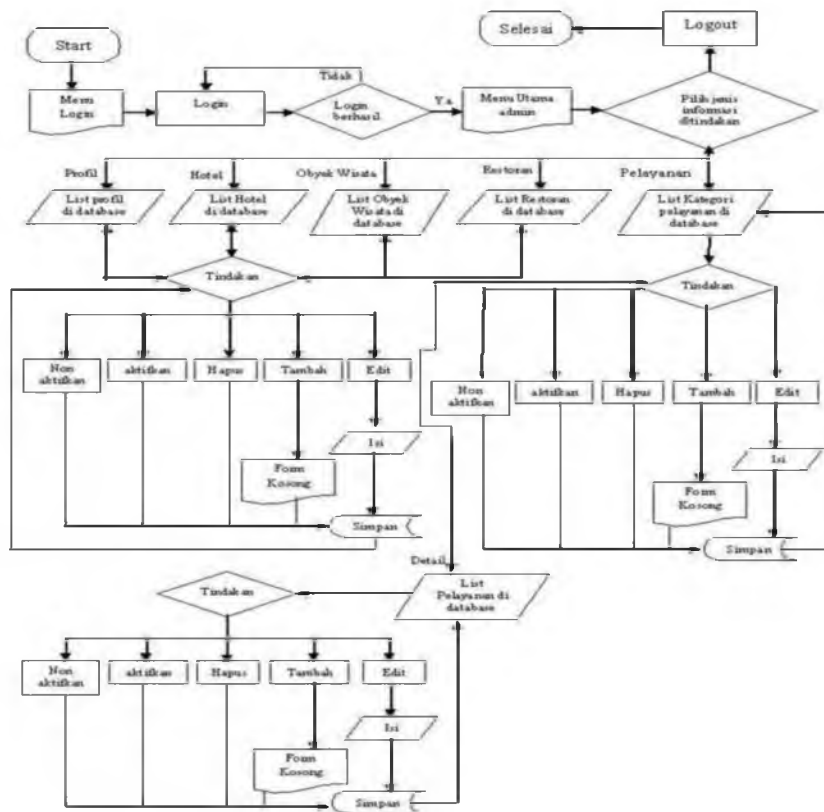 Selesai
Logout
Start
Menu
Login
Login
Tidak
Login
berhasil
Ya
Menu Utama
admin
Pilih jenis
informasi
ditindakan
Profil
Hotel
Obyek Wisata
Restoran
Pelayanan
List profil
di database
List Hotel
di database
List Obyek
Wisata di
database
List Restoran
di database
List Kategori
pelayanan di
database
Tindakan
Tindakan
Non
aktifkan
aktifkan
Hapus
Tambah
Edit
Non
aktifkan
aktifkan
Hapus
Tambah
Edit
Isi
Form
Kosong
Simpan
Isi
Form
Kosong
Simpan
Detail
List
Pelayanan di
database
Tindakan
Non
aktifkan
aktifkan
Hapus
Tambah
Edit
Isi
Form
Kosong
Simpan